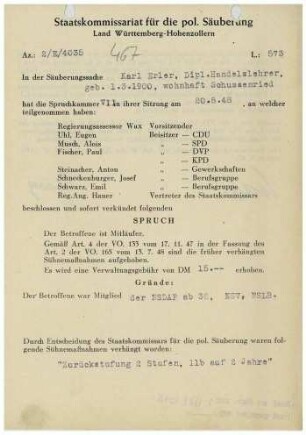 Staatskommissariat für die pol. Säuberung
Land Württemberg-Hohenzollern
Az.: 2/E/4035
467
L.: 573
In der Säuberungssache Karl Erler, Dipl.Handelslehrer,
geb. 1.3.1900, wohnhaft Schussenried
hat die Spruchkammer VII in ihrer Sitzung am 20.8.48, an welcher
teilgenommen haben:
Regierungsassessor Wax Vorsitzender
Uhl, Eugen Beisitzer — CDU
Munch, Alois „ — SPD
Fischer, Paul „ — DVP
„ — KPD
Steinacher, Anton „ — Gewerkschaften
Schneckenburger, Josef „ — Berufsgruppe
Schwarz, Emil „ — Berufsgruppe
Reg.Ang. Hauer Vertreter des Staatskommissars
beschlossen und sofort verkündet folgenden
SPRUCH
Der Betroffene ist Mitläufer.
Gemäß Art. 4 der VO. 133 vom 17. 11. 47 in der Fassung des
Art. 2 der VO. 165 vom 13. 7. 48 sind die früher verhängten
Sühnemaßnahmen aufgehoben.
Es wird eine Verwaltungsgebühr von DM 15.-- erhoben.
Gründe:
Der Betroffene war Mitglied der NSDAP ab 38, NSV, NSLB.
Durch Entscheidung des Staatskommissars für die pol. Säuberung waren fol-
gende Sühnemaßnahmen verhängt worden:
"Zurückstufung 2 Stufen, 11b auf 2 Jahre"